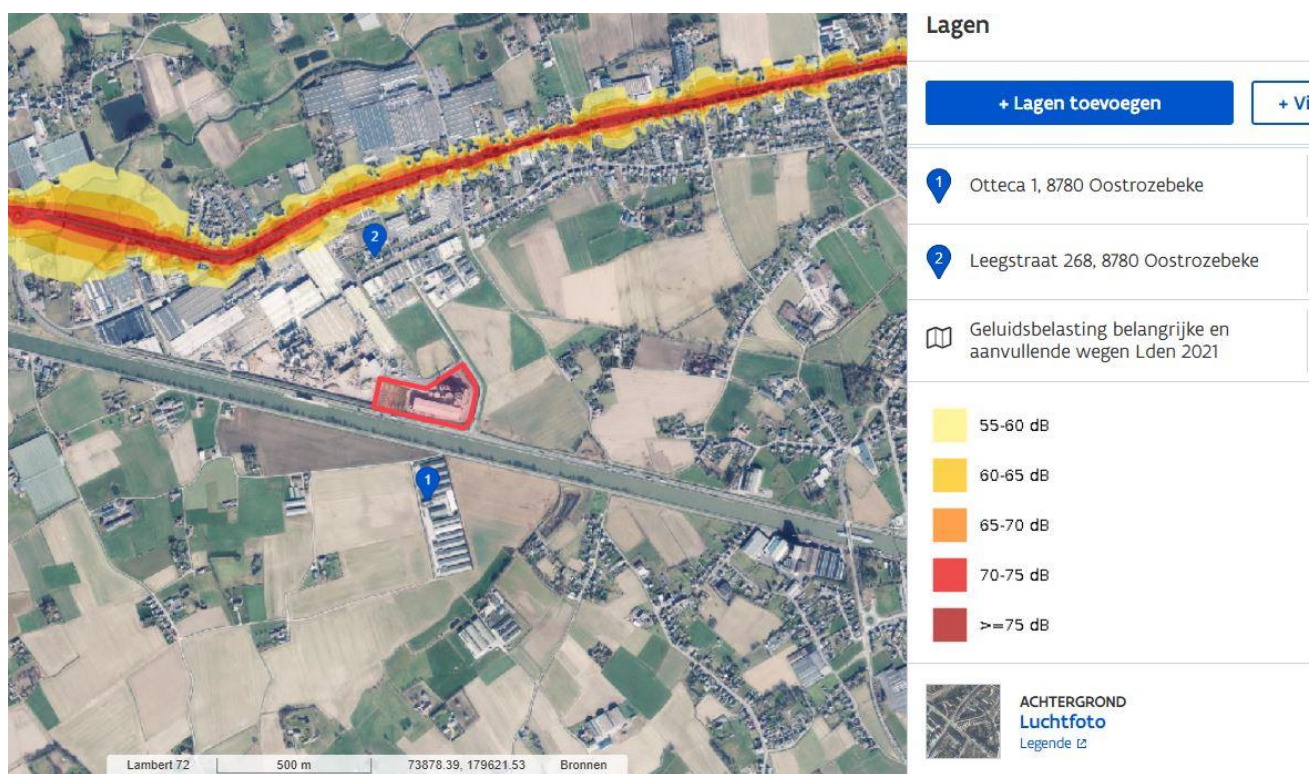 Lagen
+ Lagen toevoegen
+ Vi
1
Otteca 1, 8780 Oostrozebeke
2
Leegstraat 268, 8780 Oostrozebeke
Geluidsbelasting belangrijke en
aanvullende wegen Lden 2021
55-60 dB
60-65 dB
65-70 dB
70-75 dB
>=75 dB
ACHTERGROND
Luchtfoto
Legende
2
1
Lambert 72
500 m
73878.39, 179621.53
Bronnen